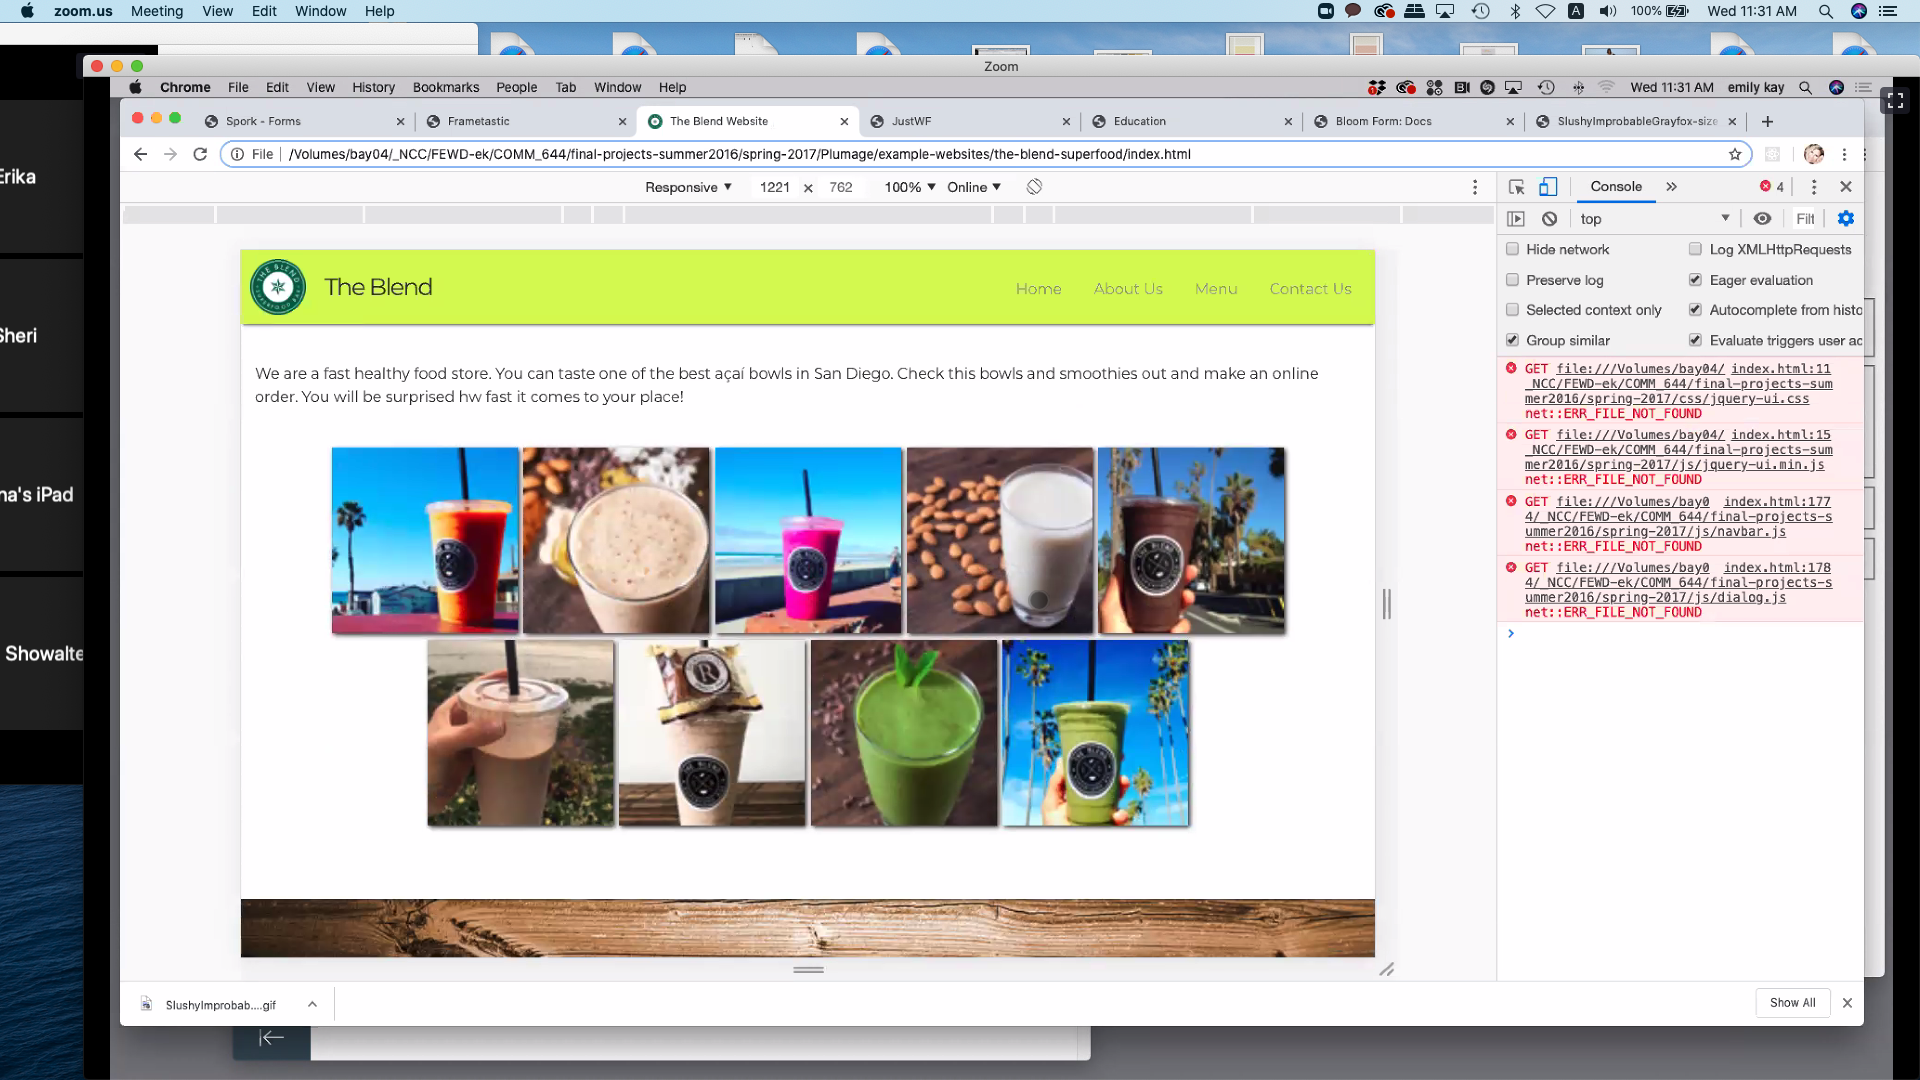 zoom.us Meeting View Edit Window Help
100% Wed 11:31 AM
Zoom
Chrome File Edit View History Bookmarks People Tab Window Help
Wed 11:31 AM emily kay
Spork - Forms
Frametastic
The Blend Website
JustWF
Education
Bloom Form: Docs
SlushyImprobableGrayfox-size
File /Volumes/bay04/_NCC/FEWD-ek/COMM_644/final-projects-summer2016/spring-2017/Plumage/example-websites/the-blend-superfood/index.html
Responsive 1221 x 762 100% Online
Console 4
top Filt
Hide network Log XMLHttpRequests
Preserve log Eager evaluation
Selected context only Autocomplete from histo
Group similar Evaluate triggers user ac
GET file:///Volumes/bay04/ index.html:11
_NCC/FEWD-ek/COMM_644/final-projects-sum
mer2016/spring-2017/css/jquery-ui.css
net::ERR_FILE_NOT_FOUND
GET file:///Volumes/bay04/ index.html:15
_NCC/FEWD-ek/COMM_644/final-projects-sum
mer2016/spring-2017/js/jquery-ui.min.js
net::ERR_FILE_NOT_FOUND
GET file:///Volumes/bay0 index.html:177
4/_NCC/FEWD-ek/COMM_644/final-projects-s
ummer2016/spring-2017/js/navbar.js
net::ERR_FILE_NOT_FOUND
GET file:///Volumes/bay0 index.html:178
4/_NCC/FEWD-ek/COMM_644/final-projects-s
ummer2016/spring-2017/js/dialog.js
net::ERR_FILE_NOT_FOUND
THE BLEND
The Blend
Home About Us Menu Contact Us
We are a fast healthy food store. You can taste one of the best açaí bowls in San Diego. Check this bowls and smoothies out and make an online
order. You will be surprised hw fast it comes to your place!
R
SlushyImprobab....gif
Show All
Erika
Sheri
na's iPad
Showalte